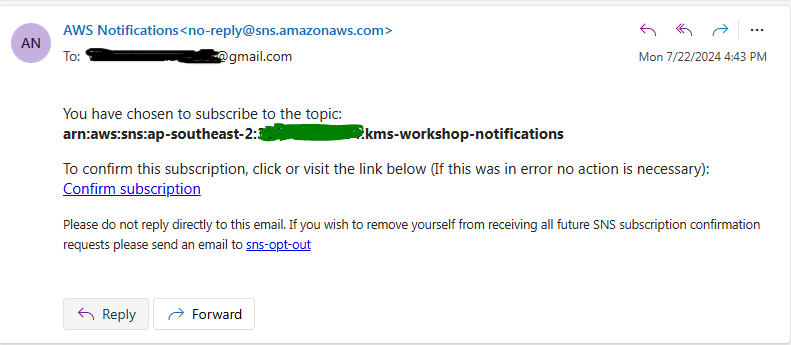 AN
AWS Notifications<no-reply@sns.amazonaws.com>
To: @gmail.com
Mon 7/22/2024 4:43 PM
You have chosen to subscribe to the topic:
arn:aws:sns:ap-southeast-2: :kms-workshop-notifications
To confirm this subscription, click or visit the link below (If this was in error no action is necessary):
Confirm subscription
Please do not reply directly to this email. If you wish to remove yourself from receiving all future SNS subscription confirmation
requests please send an email to sns-opt-out
Reply
Forward